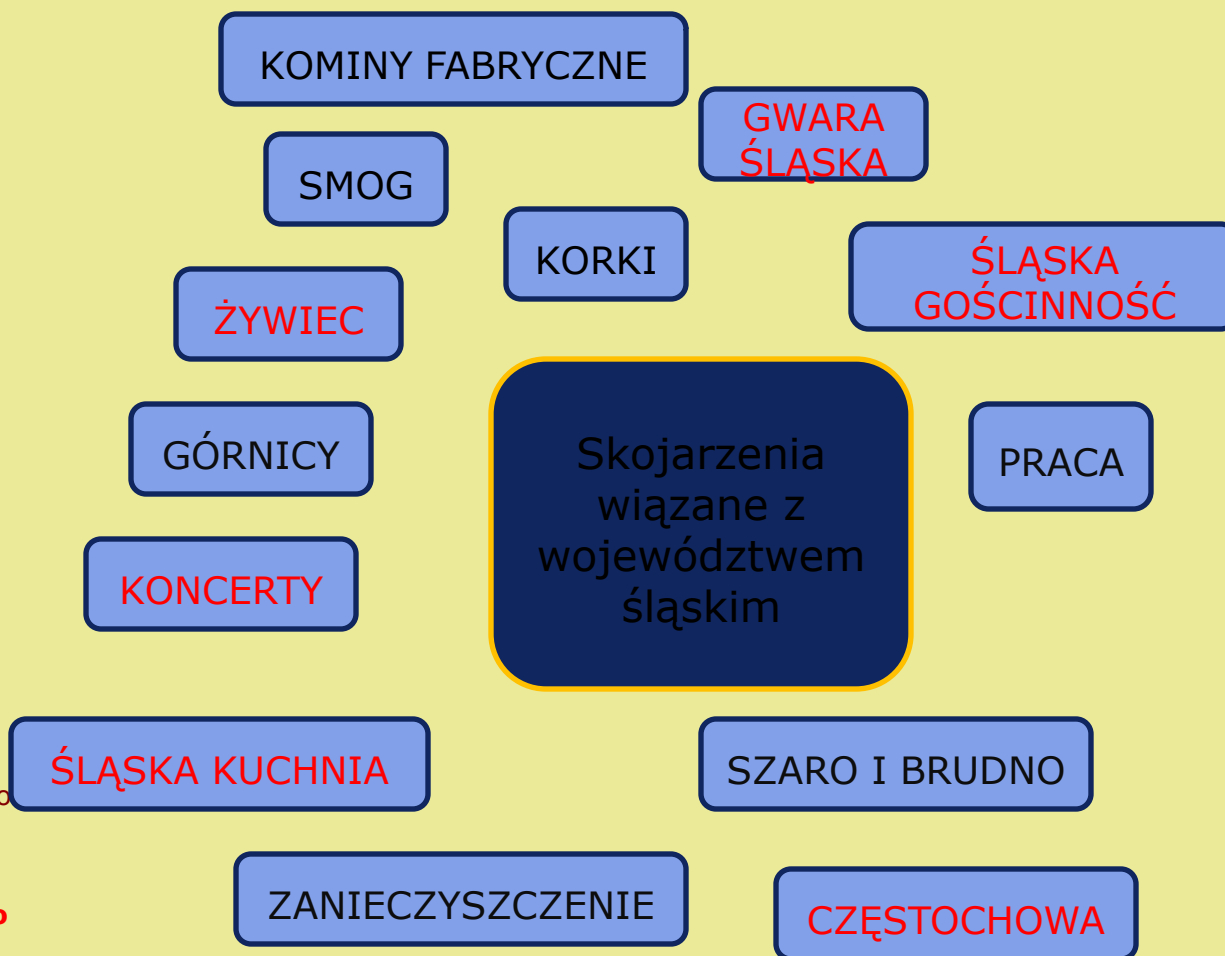 KOMINY FABRYCZNE
GWARA
ŚLĄSKA
SMOG
KORKI
ŚLĄSKA
GOŚCINNOŚĆ
ŻYWIEC
GÓRNICY
Skojarzenia
wiązane z
województwem
śląskim
PRACA
KONCERTY
ŚLĄSKA KUCHNIA
SZARO I BRUDNO
ZANIECZYSZCZENIE
CZĘSTOCHOWA